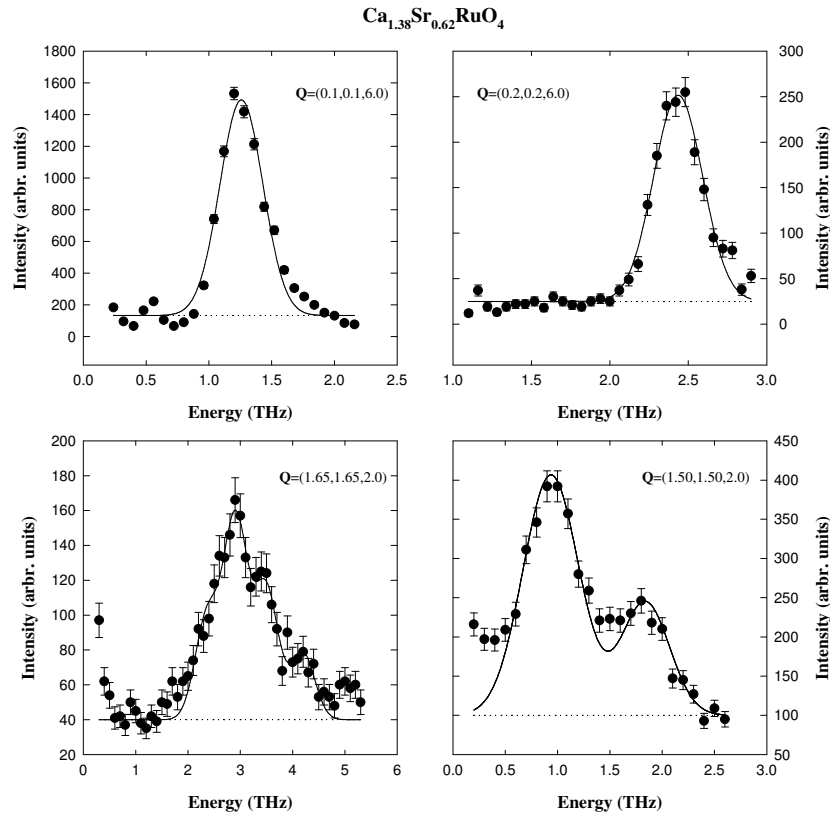 Ca1.38Sr0.62RuO4
1800
1600
1400
1200
1000
800
600
400
200
0
Intensity (arbr. units)
Q=(0.1,0.1,6.0)
0.0 0.5 1.0 1.5 2.0 2.5
Energy (THz)
300
250
200
150
100
50
0
Intensity (arbr. units)
Q=(0.2,0.2,6.0)
1.0 1.5 2.0 2.5 3.0
Energy (THz)
200
180
160
140
120
100
80
60
40
20
Intensity (arbr. units)
Q=(1.65,1.65,2.0)
0 1 2 3 4 5 6
Energy (THz)
450
400
350
300
250
200
150
100
50
Intensity (arbr. units)
Q=(1.50,1.50,2.0)
0.0 0.5 1.0 1.5 2.0 2.5 3.0
Energy (THz)